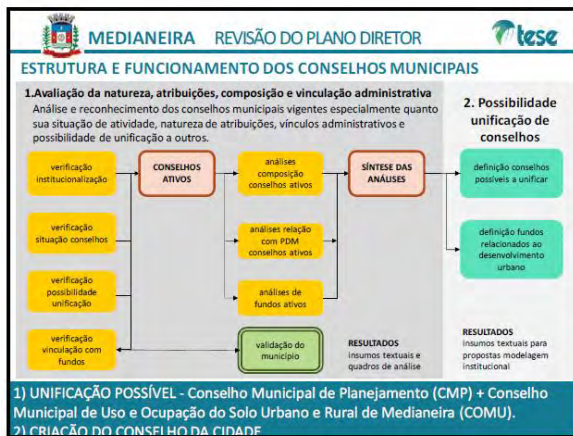 MEDIANEIRA REVISÃO DO PLANO DIRETOR
tese
ESTRUTURA E FUNCIONAMENTO DOS CONSELHOS MUNICIPAIS
1.Avaliação da natureza, atribuições, composição e vinculação administrativa
Análise e reconhecimento dos conselhos municipais vigentes especialmente quanto
sua situação de atividade, natureza de atribuições, vínculos administrativos e
possibilidade de unificação a outros.
2. Possibilidade
unificação de
conselhos
verificação
institucionalização
CONSELHOS
ATIVOS
análises
composição
conselhos ativos
SÍNTESE DAS
ANÁLISES
definição conselhos
possíveis a unificar
verificação
situação conselhos
análises relação
com PDM
conselhos ativos
definição fundos
relacionados ao
desenvolvimento
urbano
verificação
possibilidade
unificação
análises de
fundos ativos
verificação
vinculação com
fundos
validação do
município
RESULTADOS
insumos textuais e
quadros de análise
RESULTADOS
insumos textuais para
propostas modelagem
institucional
1) UNIFICAÇÃO POSSÍVEL - Conselho Municipal de Planejamento (CMP) + Conselho
Municipal de Uso e Ocupação do Solo Urbano e Rural de Medianeira (COMU).
2) CRIAÇÃO DO CONSELHO DA CIDADE